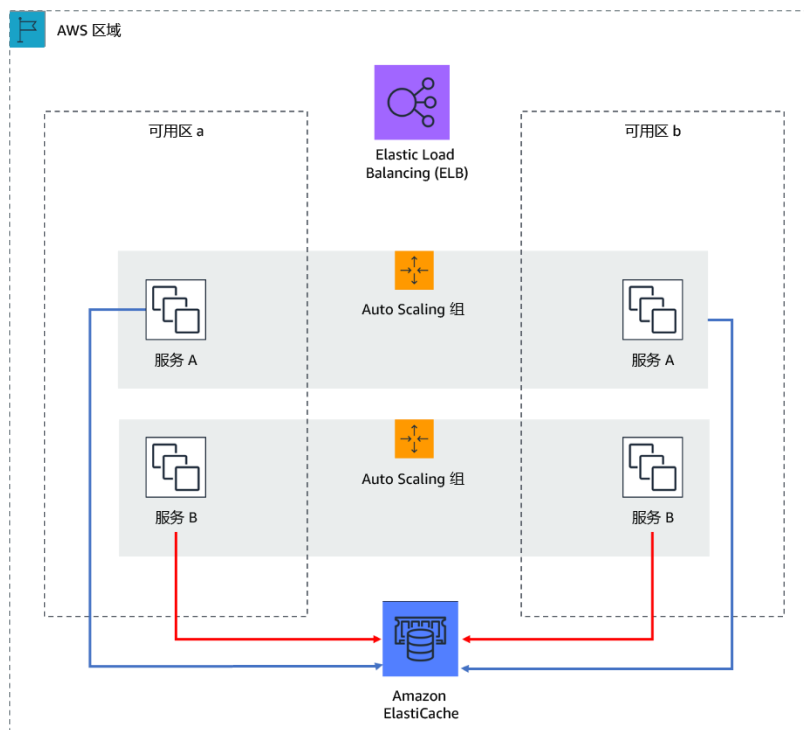 AWS 区域
可用区 a
可用区 b
Elastic Load
Balancing (ELB)
Auto Scaling 组
服务 A
服务 A
Auto Scaling 组
服务 B
服务 B
Amazon
ElastiCache